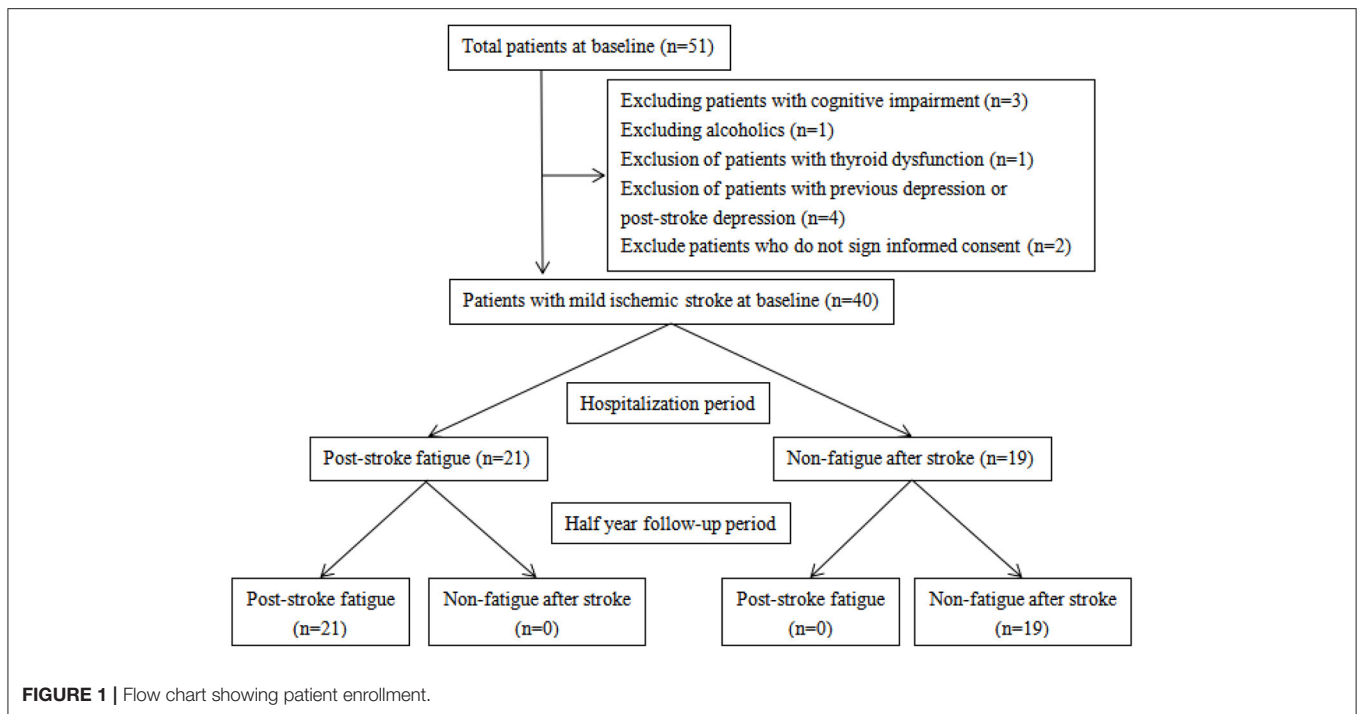 Total patients at baseline (n=51)
Excluding patients with cognitive impairment (n=3)
Excluding alcoholics (n=1)
Exclusion of patients with thyroid dysfunction (n=1)
Exclusion of patients with previous depression or
post-stroke depression (n=4)
Exclude patients who do not sign informed consent (n=2)
Patients with mild ischemic stroke at baseline (n=40)
Hospitalization period
Post-stroke fatigue (n=21)
Non-fatigue after stroke (n=19)
Half year follow-up period
Post-stroke fatigue
(n=21)
Non-fatigue after stroke
(n=0)
Post-stroke fatigue
(n=0)
Non-fatigue after stroke
(n=19)
FIGURE 1 | Flow chart showing patient enrollment.